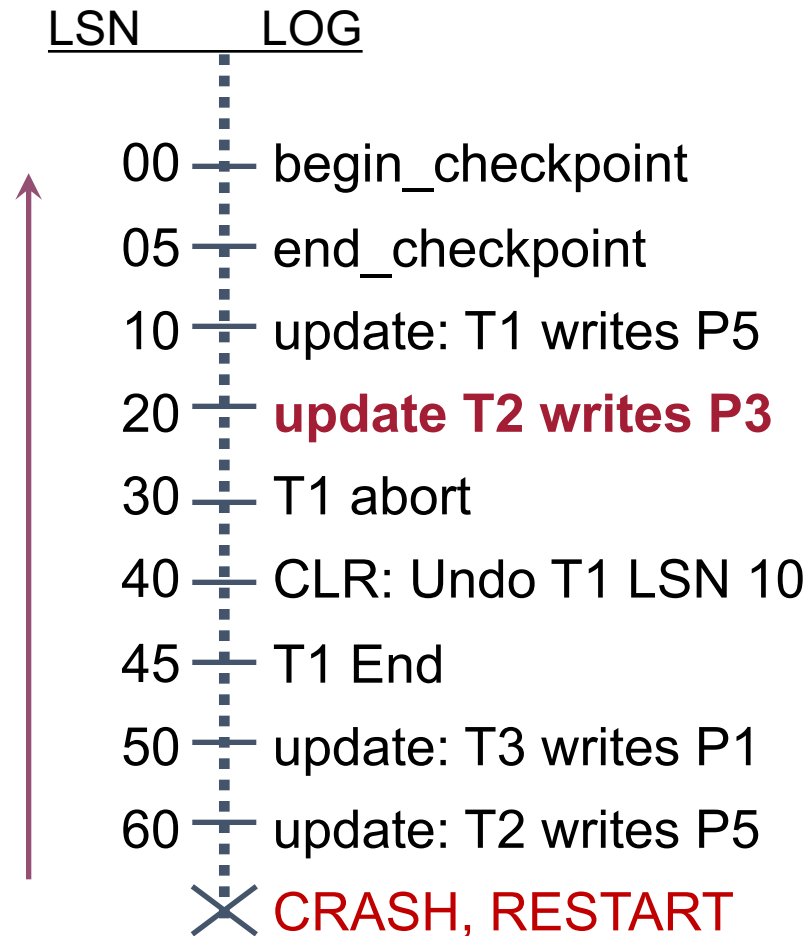 LSN LOG
00 begin_checkpoint
05 end_checkpoint
10 update: T1 writes P5
20 update T2 writes P3
30 T1 abort
40 CLR: Undo T1 LSN 10
45 T1 End
50 update: T3 writes P1
60 update: T2 writes P5
CRASH, RESTART